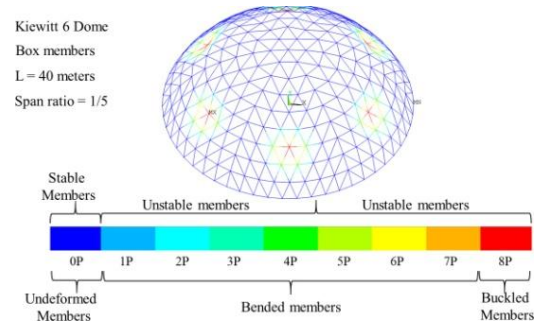 Kiewitt 6 Dome
Box members
L = 40 meters
Span ratio = 1/5
Stable Members
Unstable members
Unstable members
0P 1P 2P 3P 4P 5P 6P 7P 8P
Undeformed Members
Bended members
Buckled Members